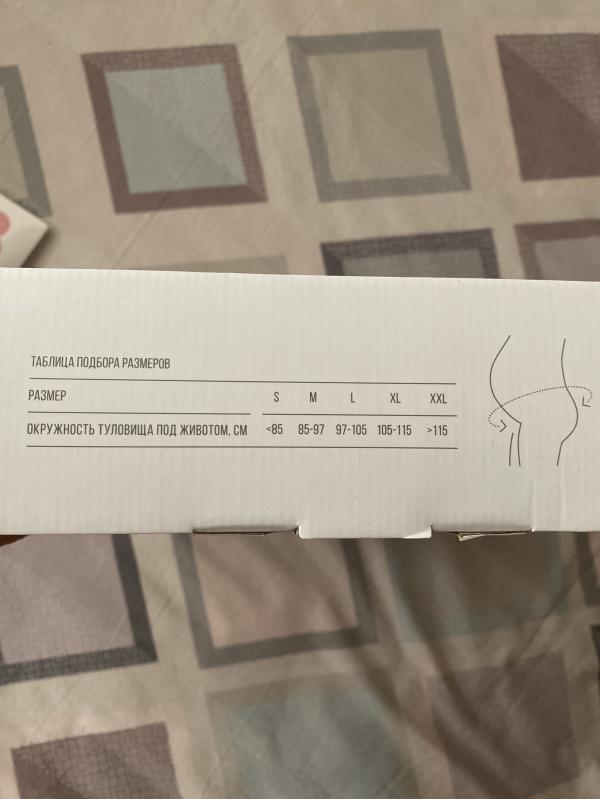 ТАБЛИЦА ПОДБОРА РАЗМЕРОВ
РАЗМЕР S M L XL XXL
ОКРУЖНОСТЬ ТУЛОВИЩА ПОД ЖИВОТОМ, СМ <85 85-97 97-105 105-115 >115